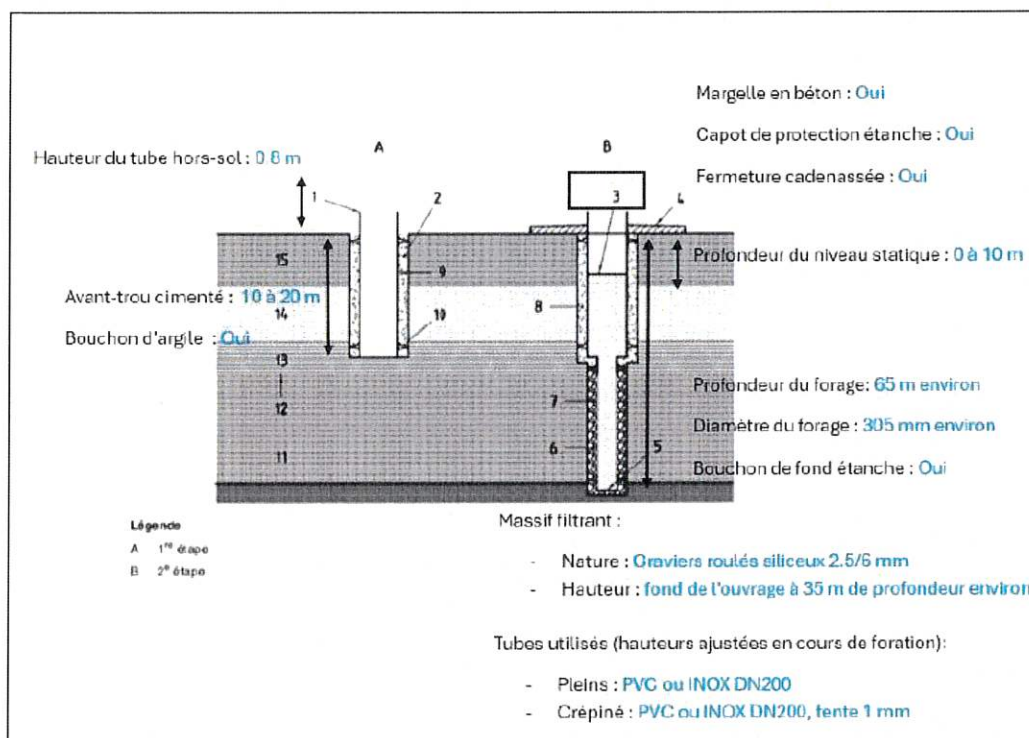 Margelle en béton : Oui
Capot de protection étanche : Oui
Fermeture cadenassée : Oui
Hauteur du tube hors-sol : 0.8 m
A
B
1
2
3
4
15
9
Profondeur du niveau statique : 0 à 10 m
Avant-trou cimenté : 10 à 20 m
14
10
8
Bouchon d'argile : Oui
13
12
7
Profondeur du forage: 65 m environ
Diamètre du forage : 305 mm environ
11
6
5
Bouchon de fond étanche : Oui
Légende
A 1re étape
B 2e étape
Massif filtrant :
- Nature : Graviers roulés siliceux 2.5/6 mm
- Hauteur : fond de l'ouvrage à 35 m de profondeur environ
Tubes utilisés (hauteurs ajustées en cours de foration):
- Pleins : PVC ou INOX DN200
- Crépiné : PVC ou INOX DN200, fente 1 mm